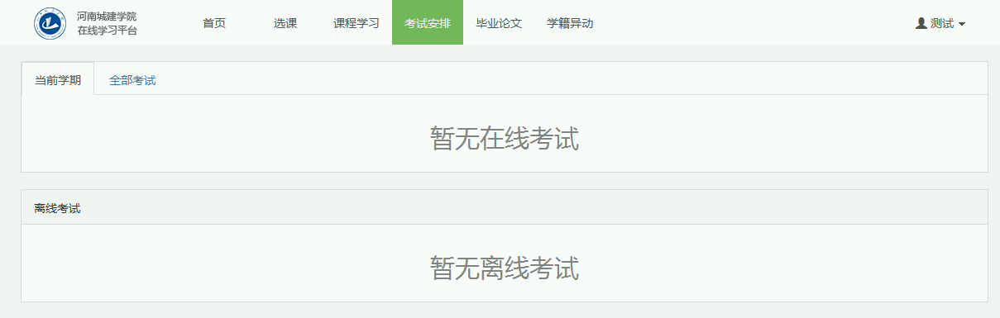 河南城建学院
在线学习平台
首页 选课 课程学习 考试安排 毕业论文 学籍异动 测试
当前学期 全部考试
暂无在线考试
离线考试
暂无离线考试